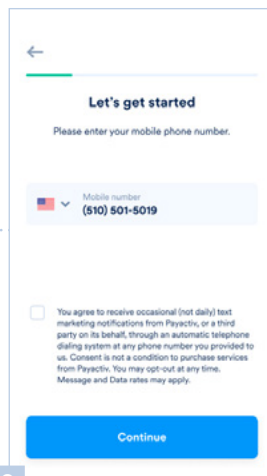 Let's get started
Please enter your mobile phone number.
Mobile number
(510) 501-5019
You agree to receive occasional (not daily) text
marketing notifications from Payactiv, or a third
party on its behalf, through an automatic telephone
dialing system at any phone number you provided to
us. Consent is not a condition to purchase services
from Payactiv. You may opt-out at any time.
Message and Data rates may apply.
Continue